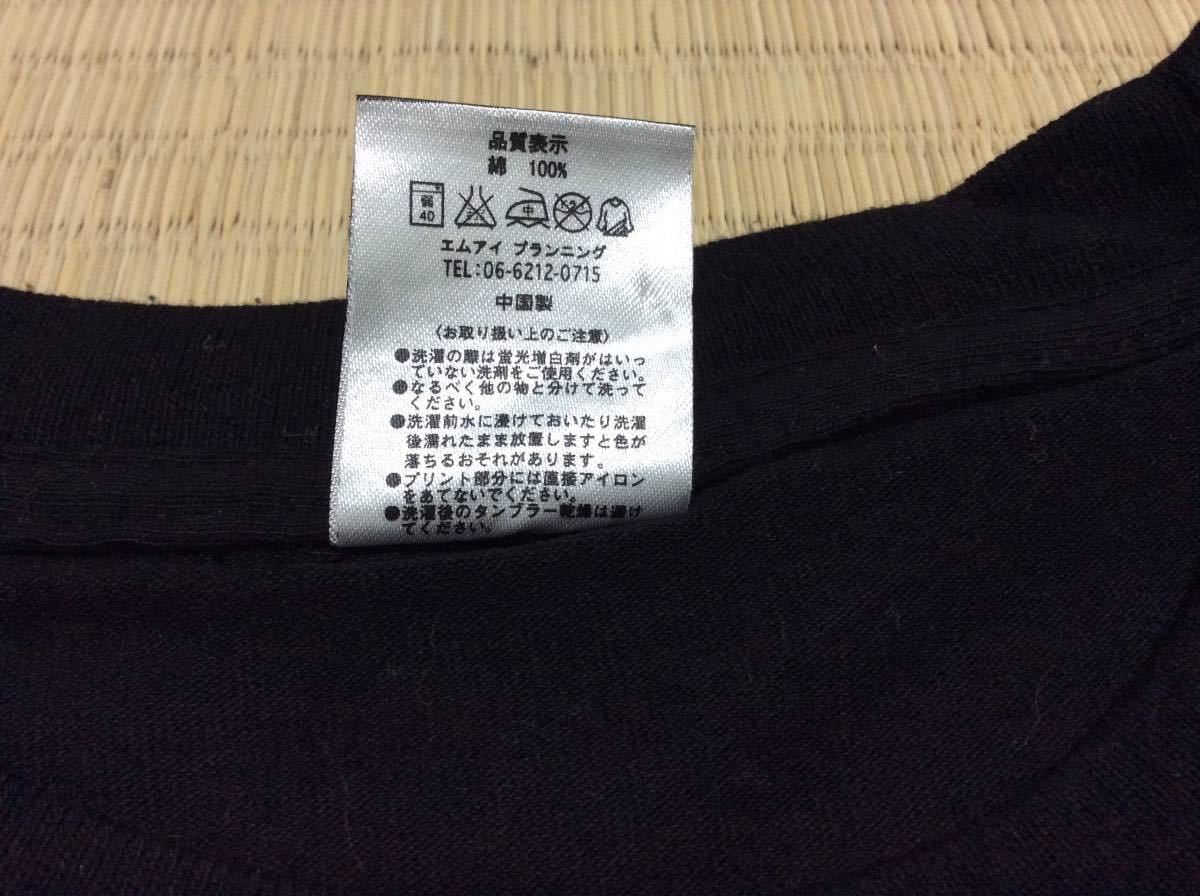 品質表示
綿 100%
弱 40 中
エムアイ プランニング
TEL:06-6212-0715
中国製
〈お取り扱い上のご注意〉
●洗濯の際は蛍光増白剤がはいっ
ていない洗剤をご使用ください。
●なるべく他の物と分けて洗って
ください。
●洗濯前水に浸けておいたり洗濯
後濡れたまま放置しますと色が
落ちるおそれがあります。
●プリント部分には直接アイロン
をあてないでください。
●洗濯後のタンブラー乾燥は避け
てください。